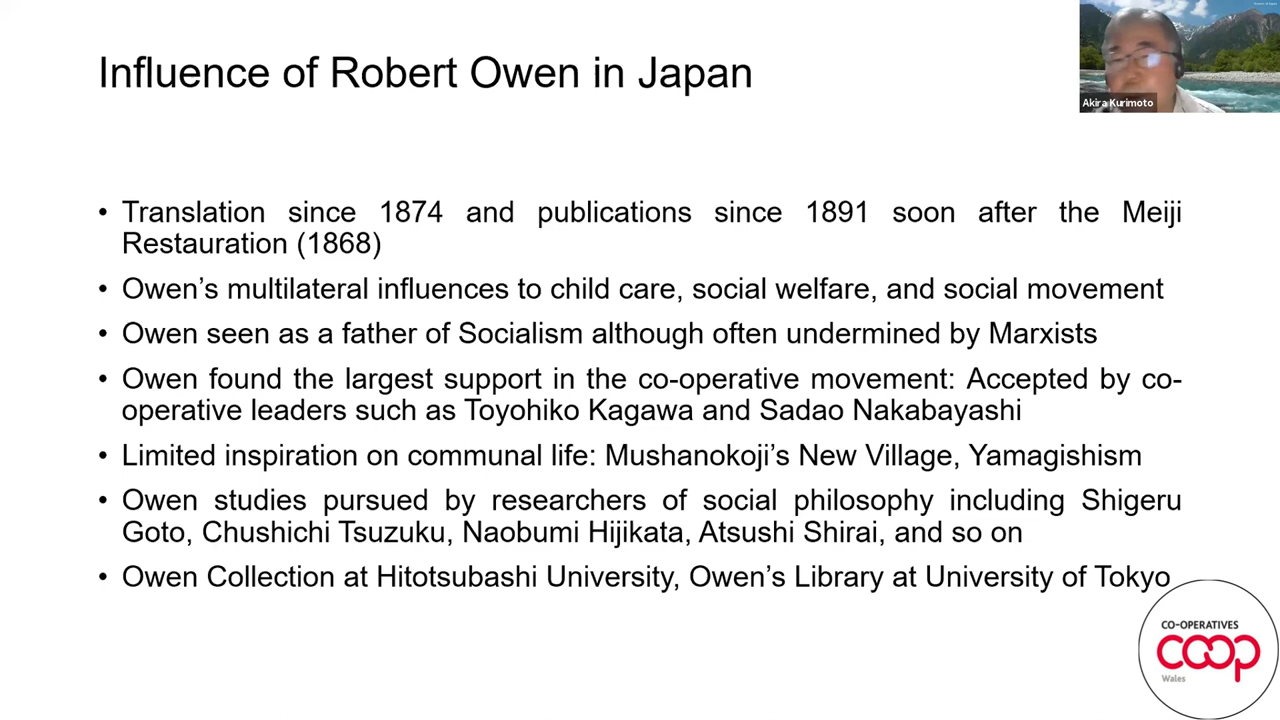 Influence of Robert Owen in Japan
Akira Kurimoto
• Translation since 1874 and publications since 1891 soon after the Meiji
Restauration (1868)
• Owen’s multilateral influences to child care, social welfare, and social movement
• Owen seen as a father of Socialism although often undermined by Marxists
• Owen found the largest support in the co-operative movement: Accepted by co-
operative leaders such as Toyohiko Kagawa and Sadao Nakabayashi
• Limited inspiration on communal life: Mushanokoji’s New Village, Yamagishism
• Owen studies pursued by researchers of social philosophy including Shigeru
Goto, Chushichi Tsuzuku, Naobumi Hijikata, Atsushi Shirai, and so on
• Owen Collection at Hitotsubashi University, Owen’s Library at University of Tokyo
CO-OPERATIVES
coop
Wales